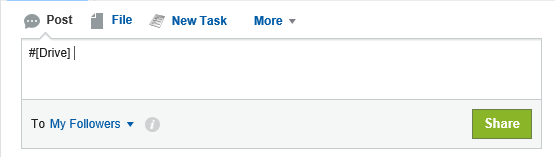 Post File New Task More
#[Drive]
To My Followers Share